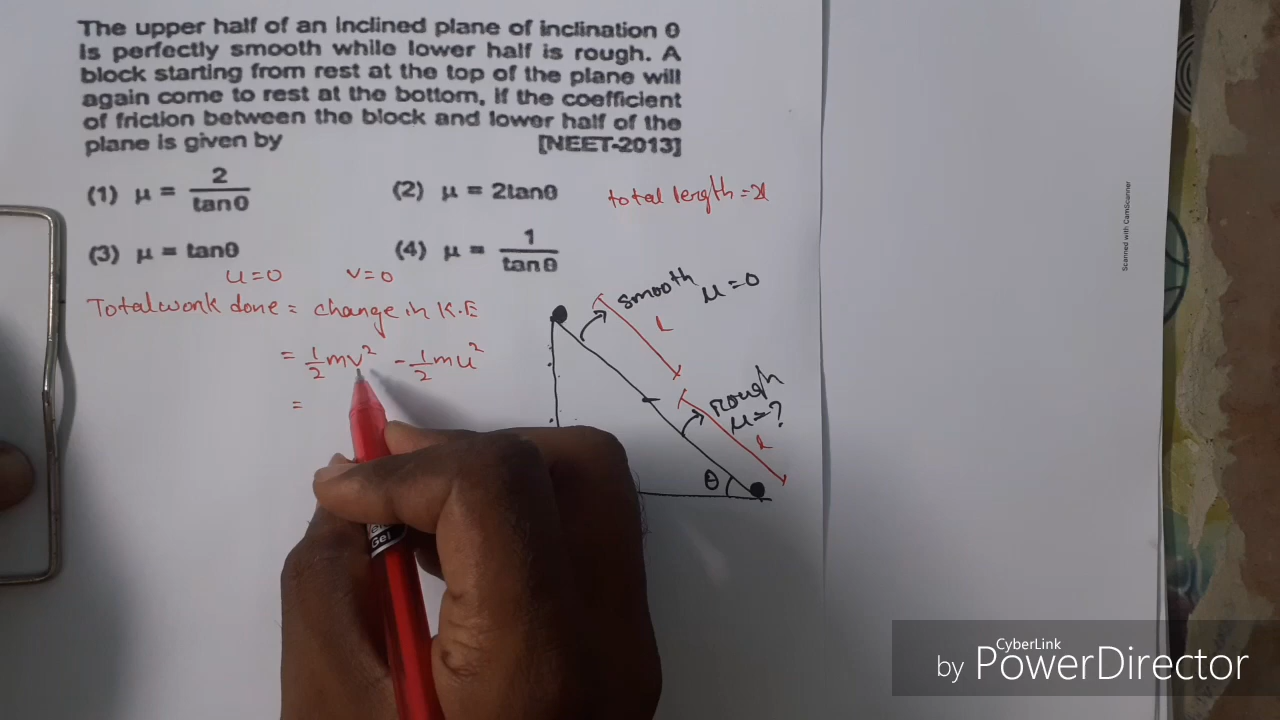 The upper half of an inclined plane of inclination θ
is perfectly smooth while lower half is rough. A
block starting from rest at the top of the plane will
again come to rest at the bottom, if the coefficient
of friction between the block and lower half of the
plane is given by [NEET-2013]
(1) μ = 2/tanθ (2) μ = 2tanθ
total length = 2l
(3) μ = tanθ (4) μ = 1/tanθ
u=0 v=0
Total work done = change in K.E
= 1/2 mv² - 1/2 mu²
=
smooth μ=0
L
rough
μ=?
l
θ
Scanned with CamScanner
Gel
CyberLink
by PowerDirector